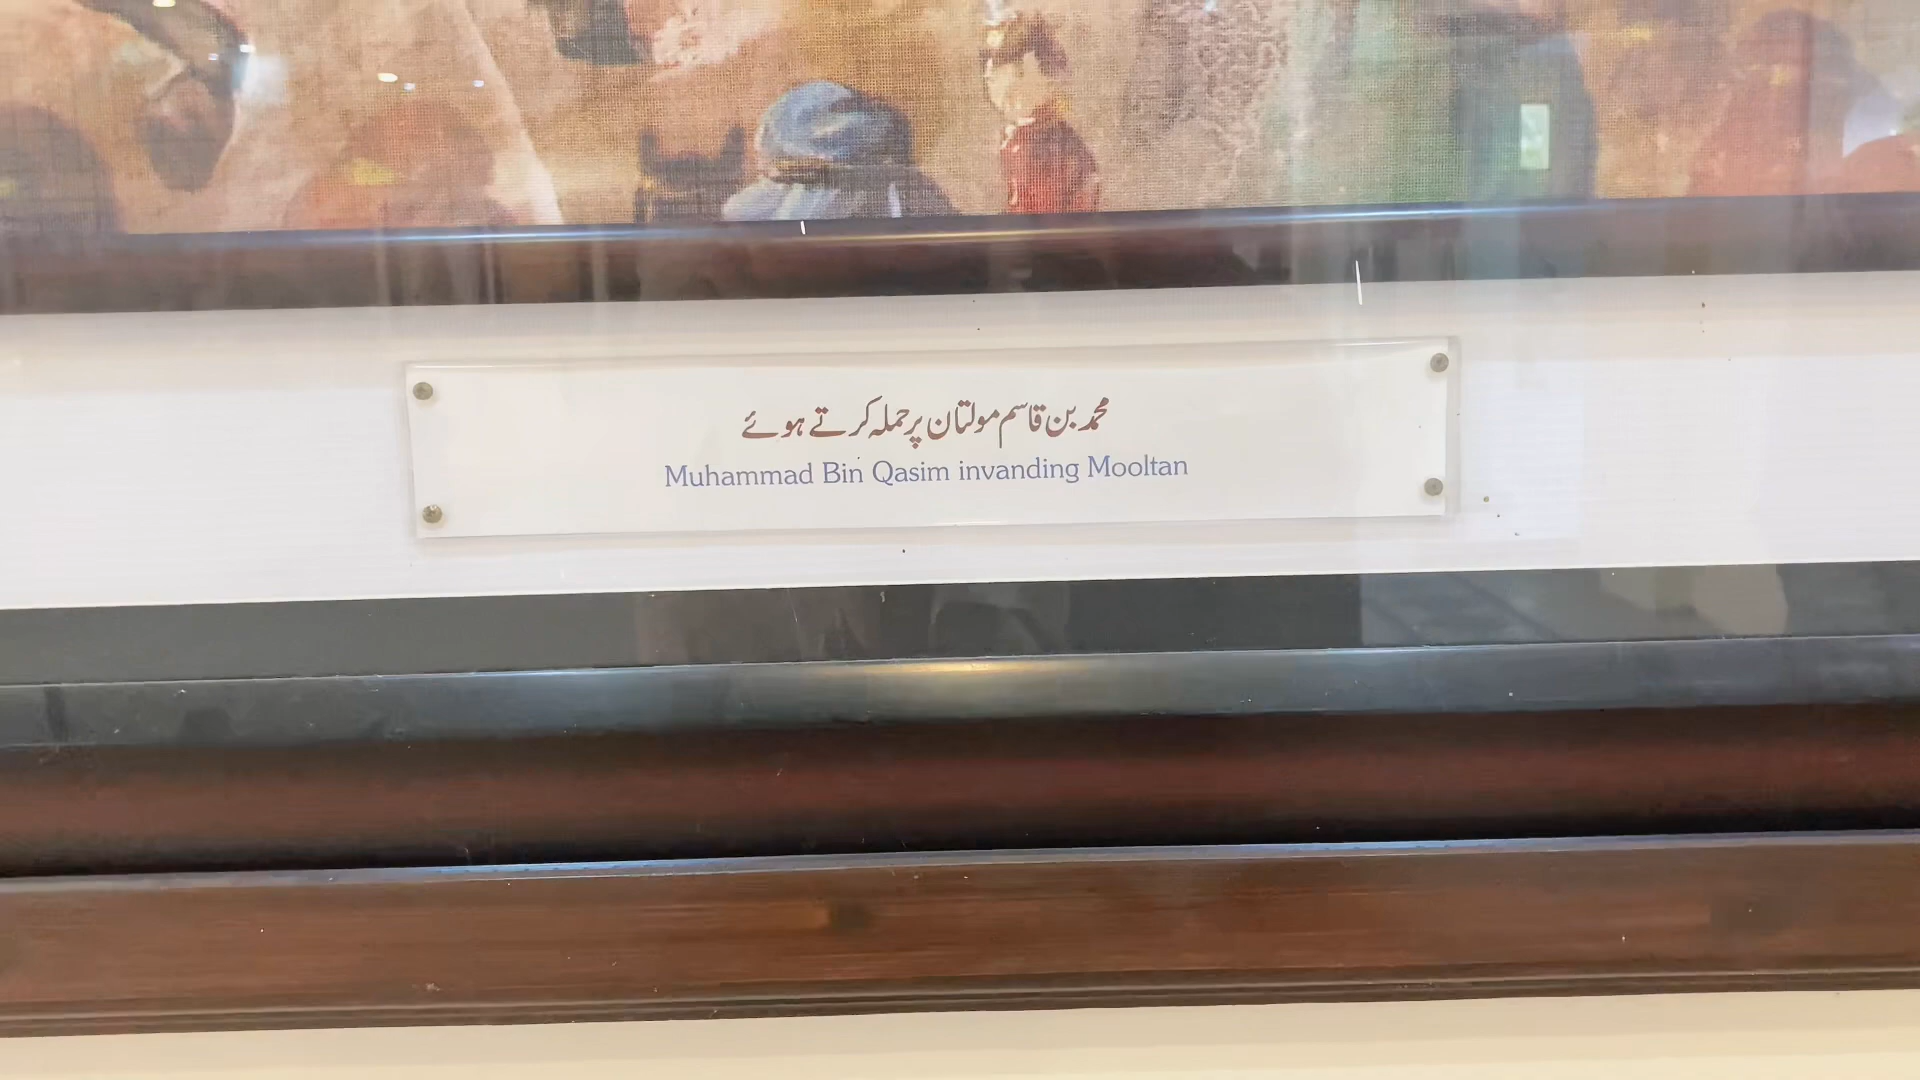 محمد بن قاسم مولتان پر حملہ کرتے ہوئے
Muhammad Bin Qasim invanding Mooltan